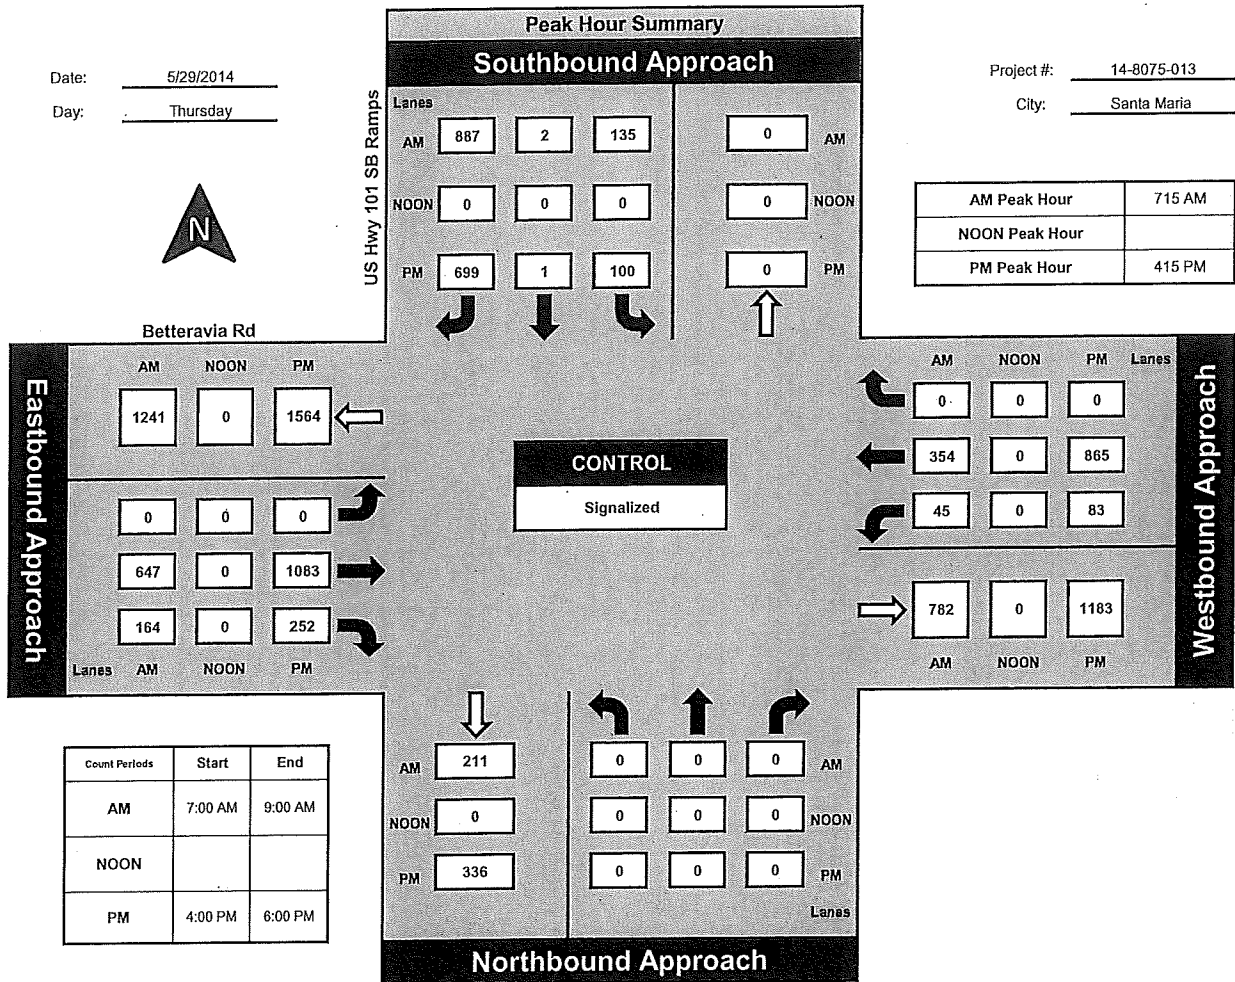 Peak Hour Summary
Southbound Approach
Date: 5/29/2014
Day: Thursday
Project #: 14-8075-013
City: Santa Maria
US Hwy 101 SB Ramps
Lanes
AM 887 2 135 0 AM
NOON 0 0 0 0 NOON
PM 699 1 100 0 PM
N
AM Peak Hour 715 AM
NOON Peak Hour
PM Peak Hour 415 PM
Betteravia Rd
Eastbound Approach
AM NOON PM
1241 0 1564
0 0 0
647 0 1083
164 0 252
Lanes AM NOON PM
CONTROL
Signalized
AM NOON PM Lanes
0 0 0
354 0 865
45 0 83
782 0 1183
AM NOON PM
Westbound Approach
Count Periods Start End
AM 7:00 AM 9:00 AM
NOON
PM 4:00 PM 6:00 PM
AM 211 0 0 0 AM
NOON 0 0 0 0 NOON
PM 336 0 0 0 PM
Lanes
Northbound Approach